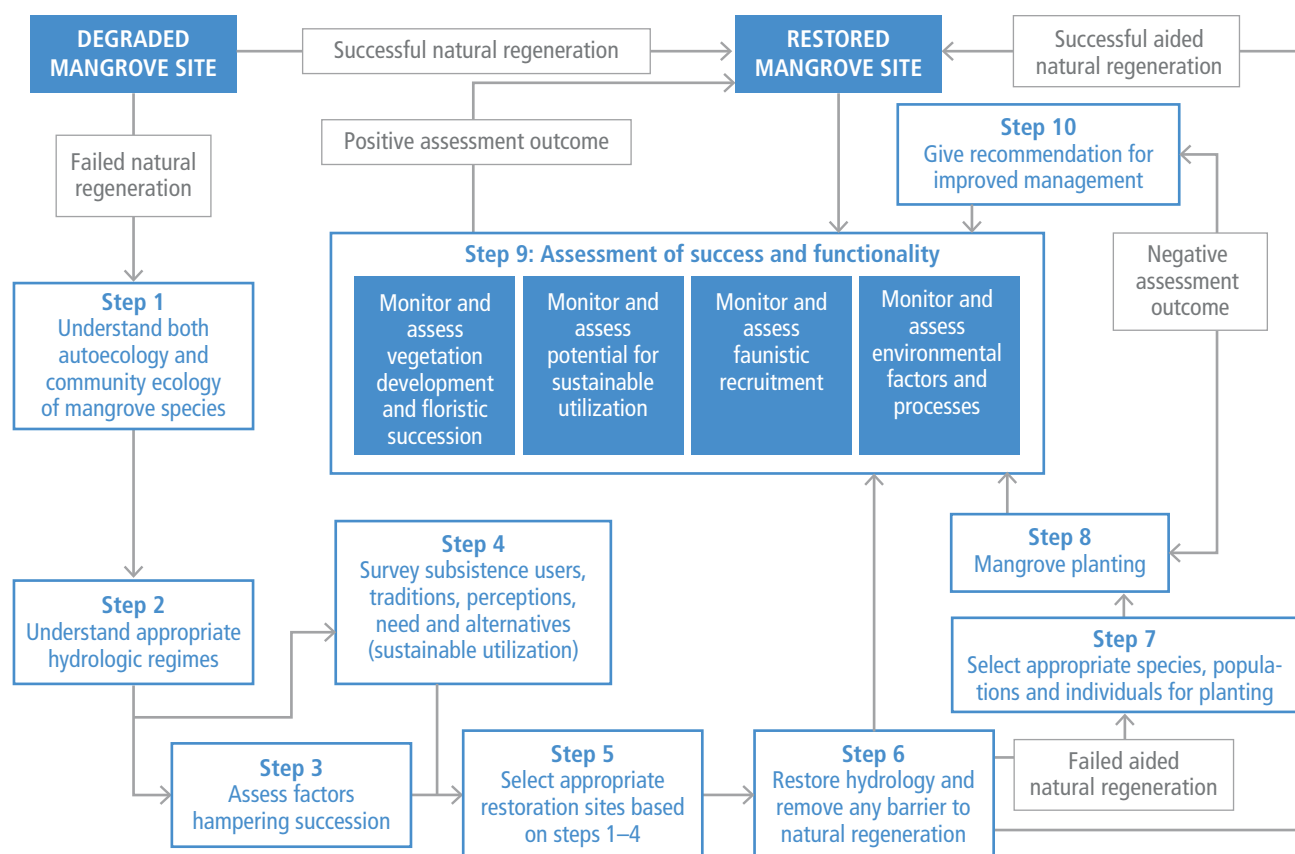 DEGRADED
MANGROVE SITE
Successful natural regeneration
RESTORED
MANGROVE SITE
Successful aided
natural regeneration
Failed natural
regeneration
Positive assessment outcome
Step 10
Give recommendation for
improved management
Negative
assessment
outcome
Step 9: Assessment of success and functionality
Monitor and
assess
vegetation
development
and floristic
succession
Monitor and
assess
potential for
sustainable
utilization
Monitor and
assess
faunistic
recruitment
Monitor and
assess
environmental
factors and
processes
Step 1
Understand both
autoecology and
community ecology
of mangrove species
Step 2
Understand appropriate
hydrologic regimes
Step 4
Survey subsistence users,
traditions, perceptions,
need and alternatives
(sustainable utilization)
Step 8
Mangrove planting
Step 7
Select appropriate species, popula-
tions and individuals for planting
Step 3
Assess factors
hampering succession
Step 5
Select appropriate
restoration sites based
on steps 1–4
Step 6
Restore hydrology and
remove any barrier to
natural regeneration
Failed aided
natural regeneration